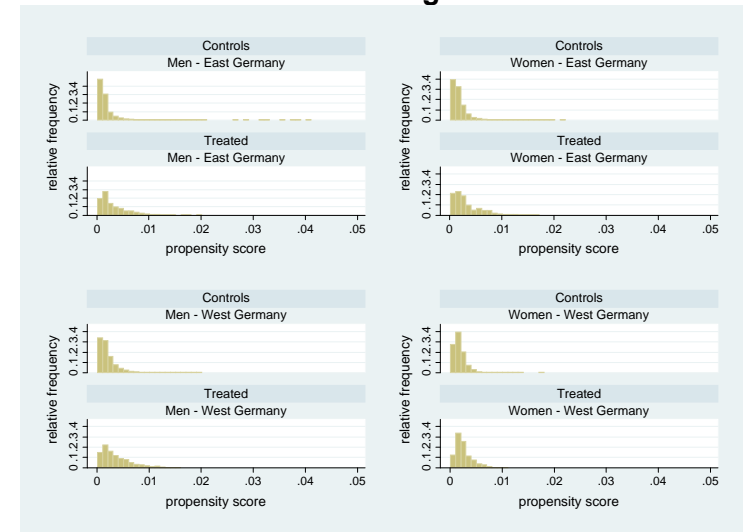 Controls
Men - East Germany
relative frequency
0 .1.2.3.4
Treated
Men - East Germany
0 .1.2.3.4
0 .01 .02 .03 .04 .05
propensity score
Controls
Women - East Germany
relative frequency
0 .1.2.3.4
Treated
Women - East Germany
0 .1.2.3.4
0 .01 .02 .03 .04 .05
propensity score
Controls
Men - West Germany
relative frequency
0 .1.2.3.4
Treated
Men - West Germany
0 .1.2.3.4
0 .01 .02 .03 .04 .05
propensity score
Controls
Women - West Germany
relative frequency
0 .1.2.3.4
Treated
Women - West Germany
0 .1.2.3.4
0 .01 .02 .03 .04 .05
propensity score